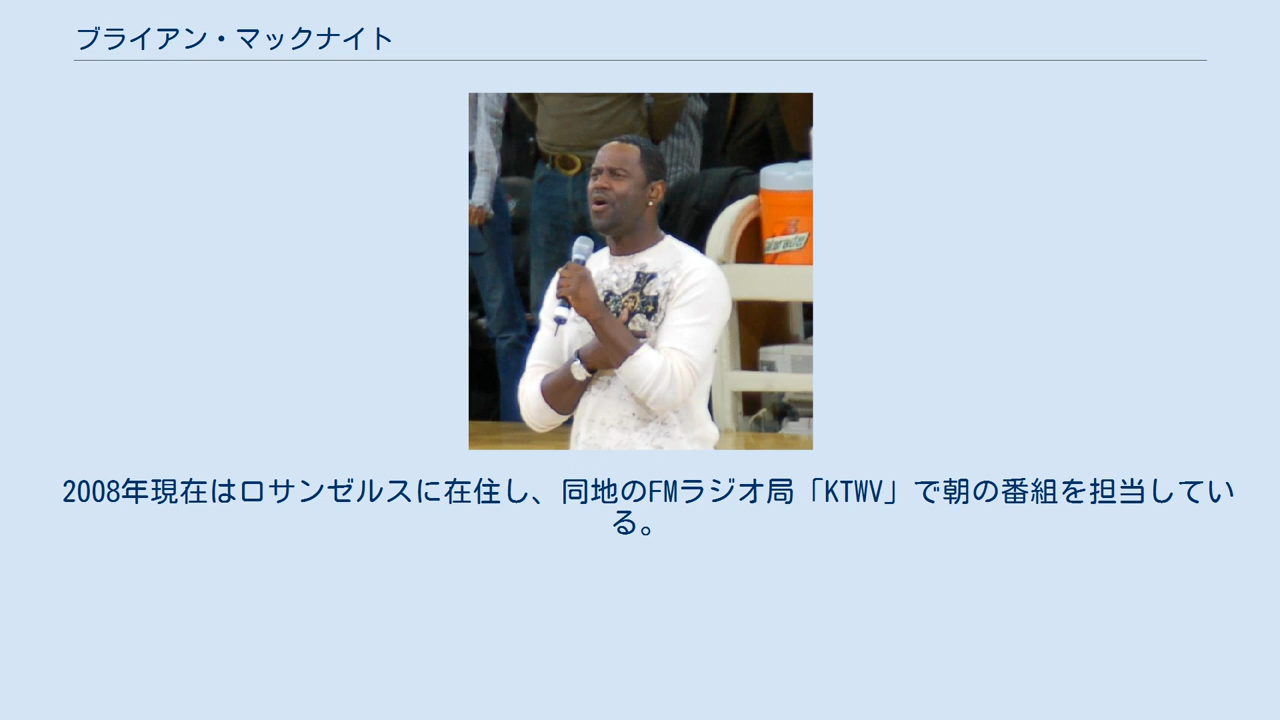 ブライアン・マックナイト
2008年現在はロサンゼルスに在住し、同地のFMラジオ局「KTWV」で朝の番組を担当してい
る。